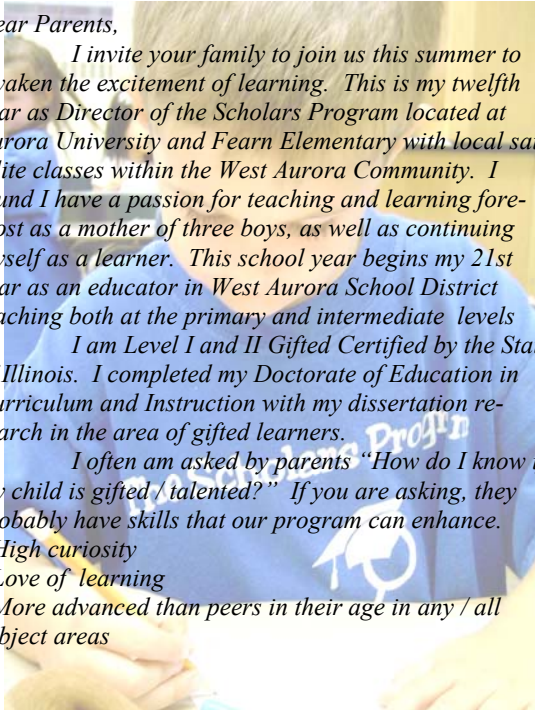 ear Parents,
I invite your family to join us this summer to
waken the excitement of learning. This is my twelfth
ar as Director of the Scholars Program located at
urora University and Fearn Elementary with local sat
lite classes within the West Aurora Community. I
und I have a passion for teaching and learning fore-
ost as a mother of three boys, as well as continuing
yself as a learner. This school year begins my 21st
ar as an educator in West Aurora School District
aching both at the primary and intermediate levels
I am Level I and II Gifted Certified by the Stat
Illinois. I completed my Doctorate of Education in
urriculum and Instruction with my dissertation re-
arch in the area of gifted learners.
I often am asked by parents “How do I know i
y child is gifted / talented?” If you are asking, they
obably have skills that our program can enhance.
High curiosity
Love of learning
More advanced than peers in their age in any / all
bject areas
The Scholars Progra